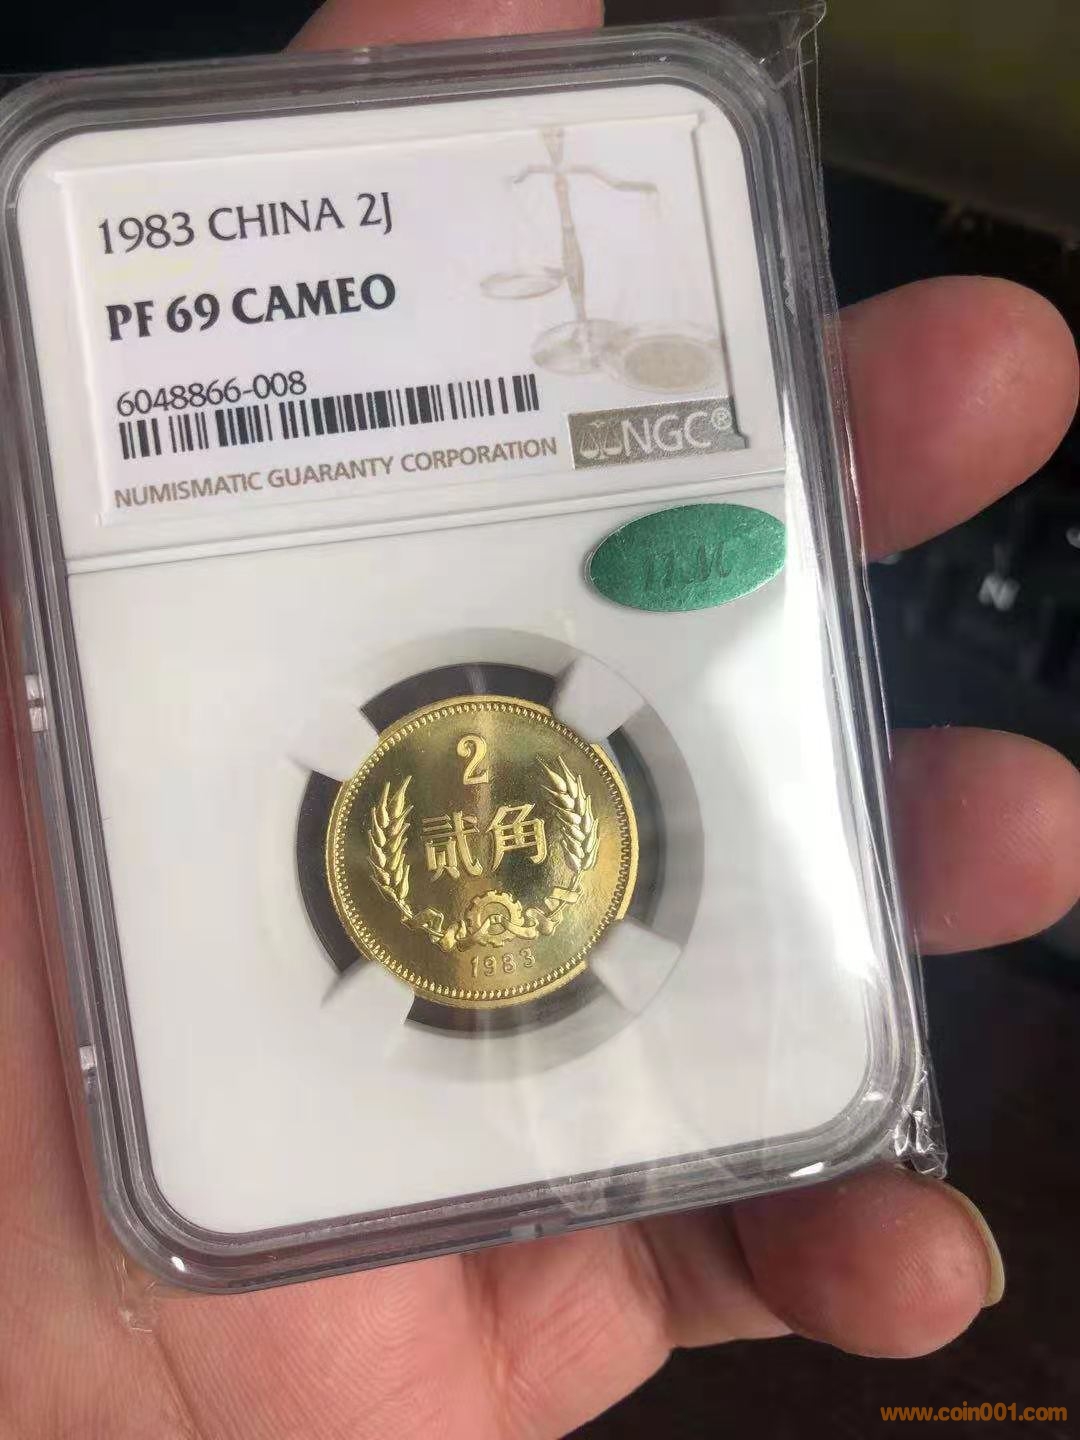 1983 CHINA 2J
PF 69 CAMEO
6048866-008
NUMISMATIC GUARANTY CORPORATION
NGC®
2
贰角
1983
www.coin001.com